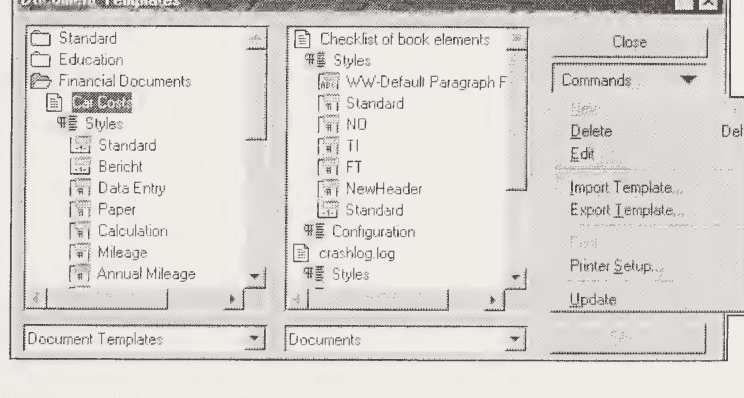 Document Templates
Standard
Education
Financial Documents
Car Costs
Styles
Standard
Bericht
Data Entry
Paper
Calculation
Mileage
Annual Mileage
Document Templates
Checklist of book elements
Styles
WW-Default Paragraph F
Standard
NO
TI
FT
NewHeader
Standard
Configuration
crashlog.log
Styles
Documents
Close
Commands
New
Delete Del
Edit
Import Template...
Export Template...
Print
Printer Setup...
Update